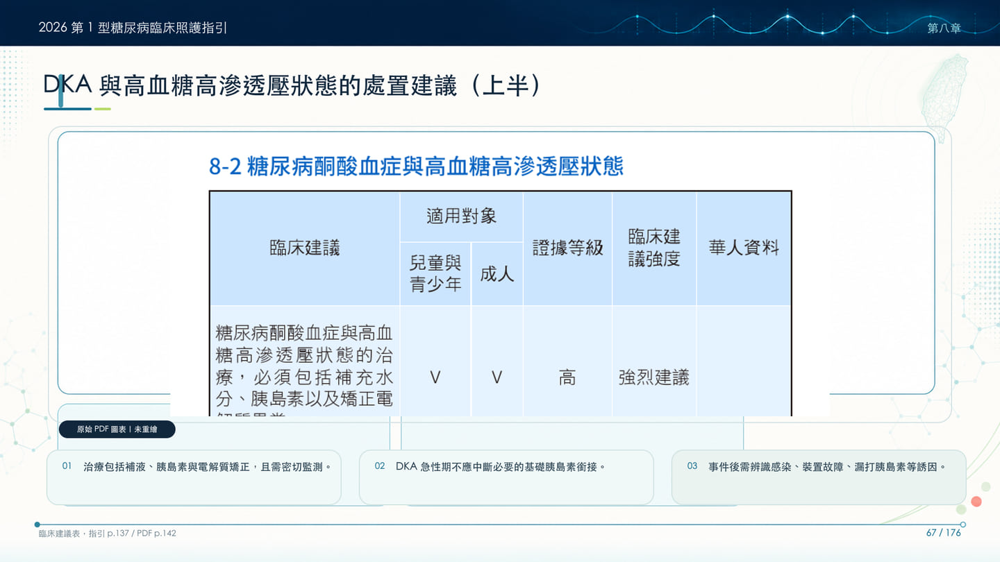 2026 第 1 型糖尿病臨床照護指引
第八章
DKA 與高血糖高滲透壓狀態的處置建議（上半）
8-2 糖尿病酮酸血症與高血糖高滲透壓狀態
臨床建議
適用對象
兒童與
青少年
成人
證據等級
臨床建
議強度
華人資料
糖尿病酮酸血症與高血
糖高滲透壓狀態的治
療，必須包括補充水
分、胰島素以及矯正電
V
V
高
強烈建議
原始 PDF 圖表｜未重繪
01 治療包括補液、胰島素與電解質矯正，且需密切監測。
02 DKA 急性期不應中斷必要的基礎胰島素銜接。
03 事件後需辨識感染、裝置故障、漏打胰島素等誘因。
臨床建議表，指引 p.137 / PDF p.142
67 / 176